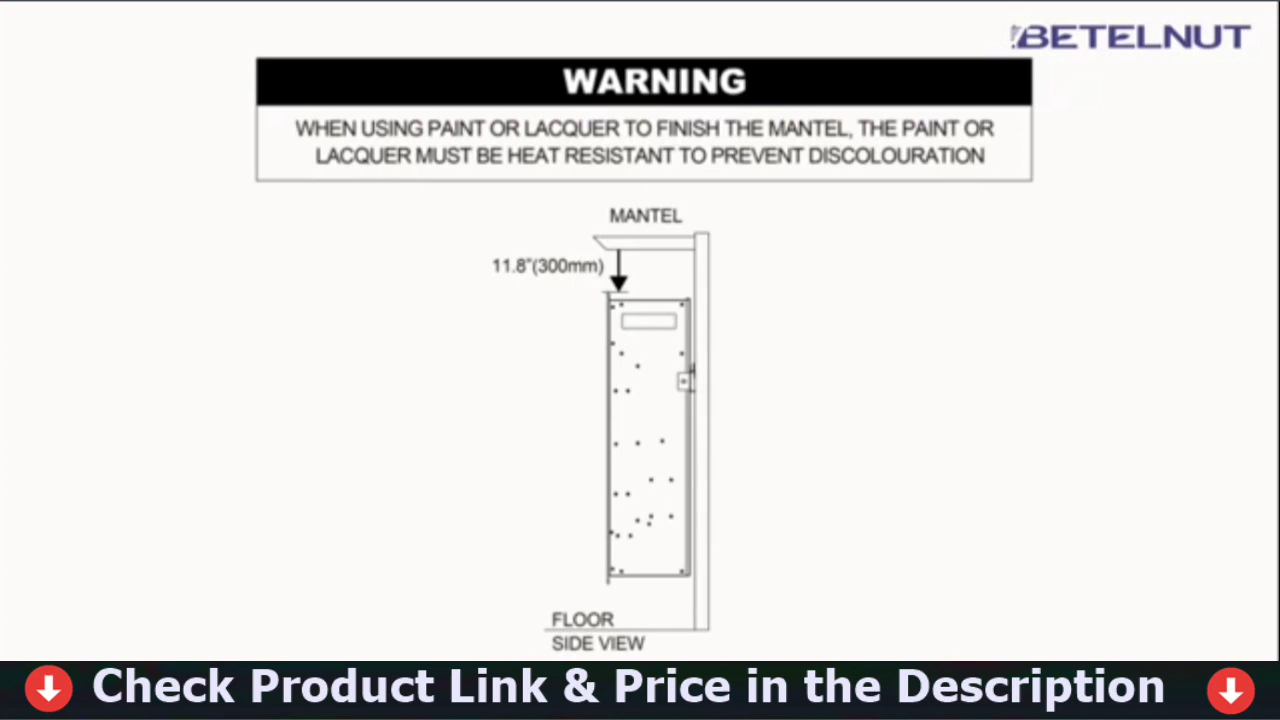 BETELNUT
WARNING
WHEN USING PAINT OR LACQUER TO FINISH THE MANTEL, THE PAINT OR
LACQUER MUST BE HEAT RESISTANT TO PREVENT DISCOLOURATION
MANTEL
11.8"(300mm)
FLOOR
SIDE VIEW
Check Product Link & Price in the Description